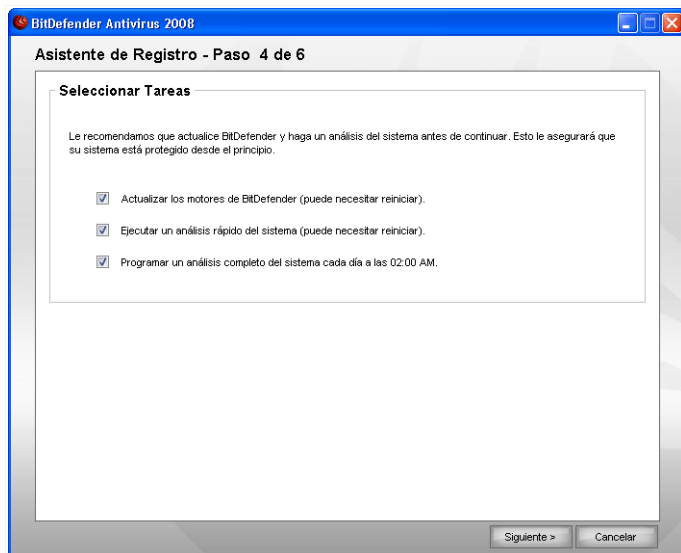 BitDefender Antivirus 2008
Asistente de Registro - Paso 4 de 6
Seleccionar Tareas
Le recomendamos que actualice BitDefender y haga un análisis del sistema antes de continuar. Esto le asegurará que
su sistema está protegido desde el principio.
Actualizar los motores de BitDefender (puede necesitar reiniciar).
Ejecutar un análisis rápido del sistema (puede necesitar reiniciar).
Programar un análisis completo del sistema cada día a las 02:00 AM.
Siguiente >
Cancelar